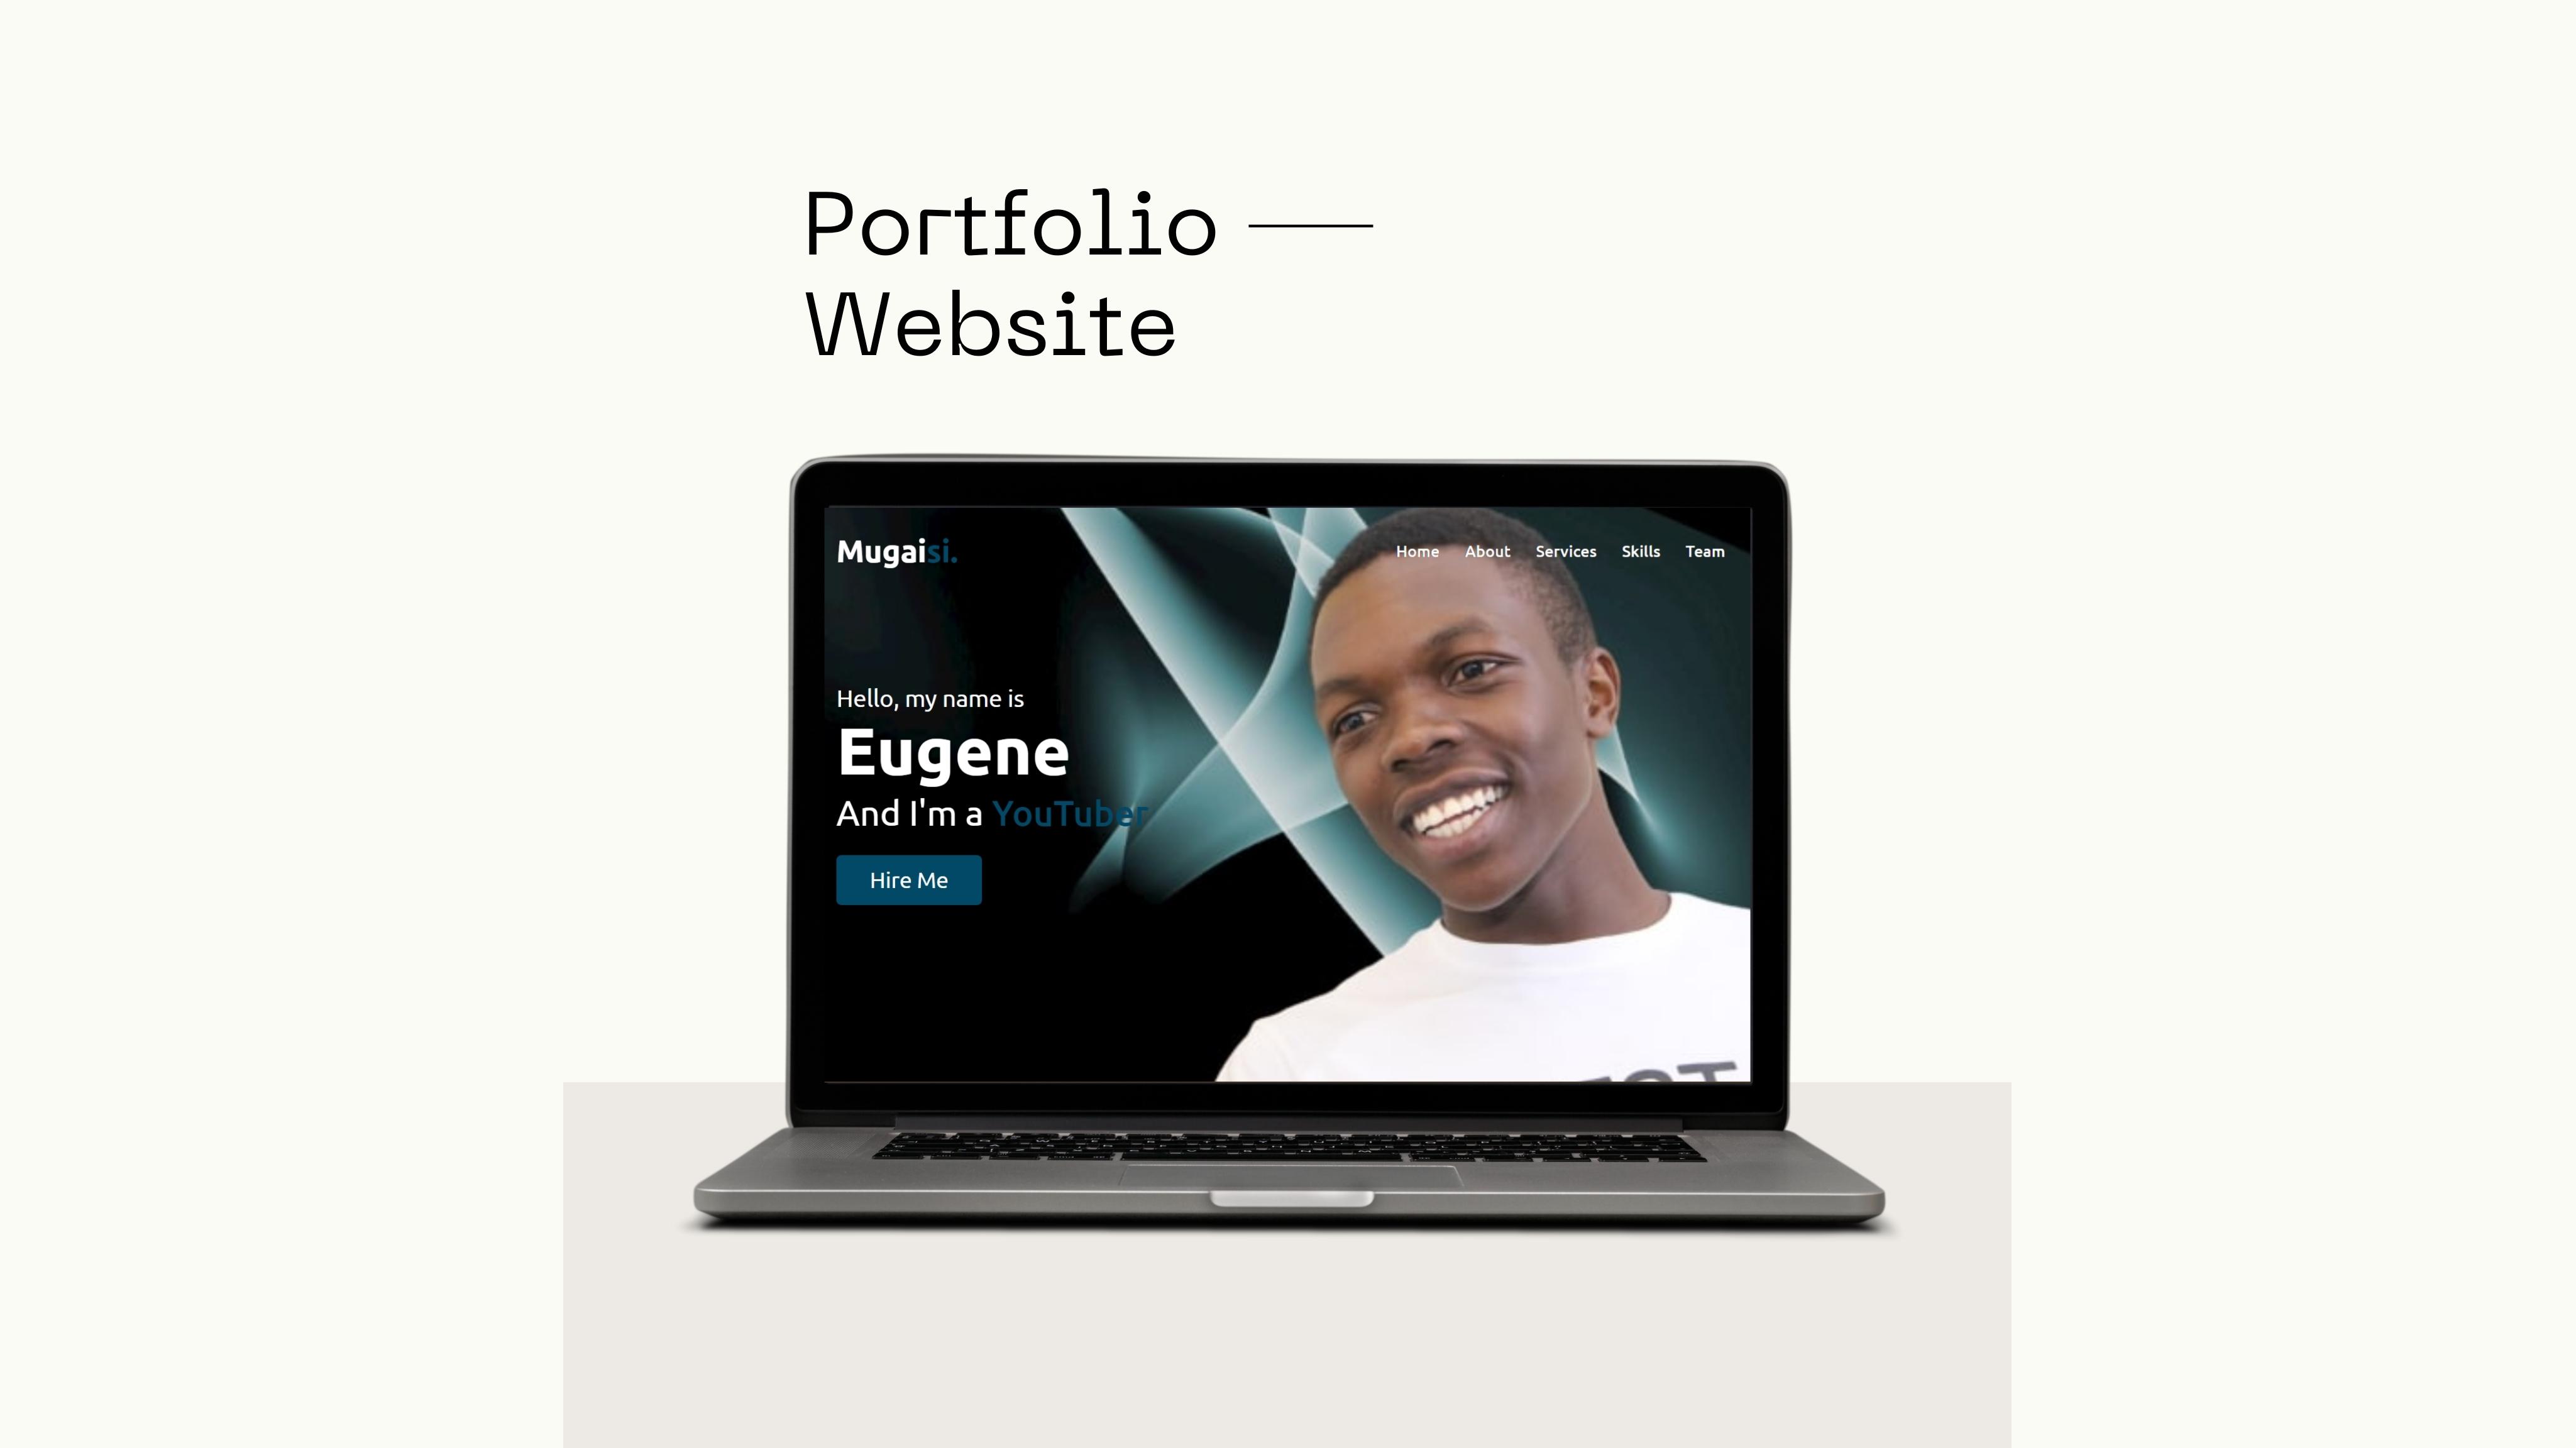 Portfolio
Website
Mugaisi.
Home About Services Skills Team
Hello, my name is
Eugene
And I'm a YouTuber
Hire Me